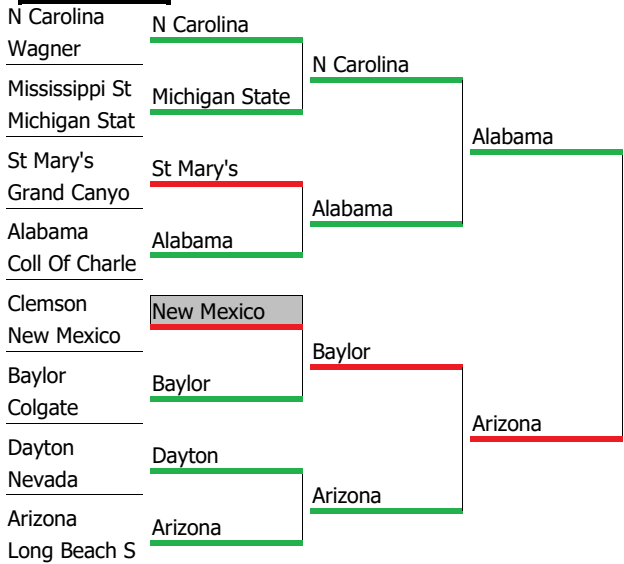 N Carolina
Wagner
Mississippi St
Michigan Stat
St Mary's
Grand Canyo
Alabama
Coll Of Charle
Clemson
New Mexico
Baylor
Colgate
Dayton
Nevada
Arizona
Long Beach S
N Carolina
Michigan State
St Mary's
Alabama
New Mexico
Baylor
Dayton
Arizona
N Carolina
Alabama
Baylor
Arizona
Alabama
Arizona